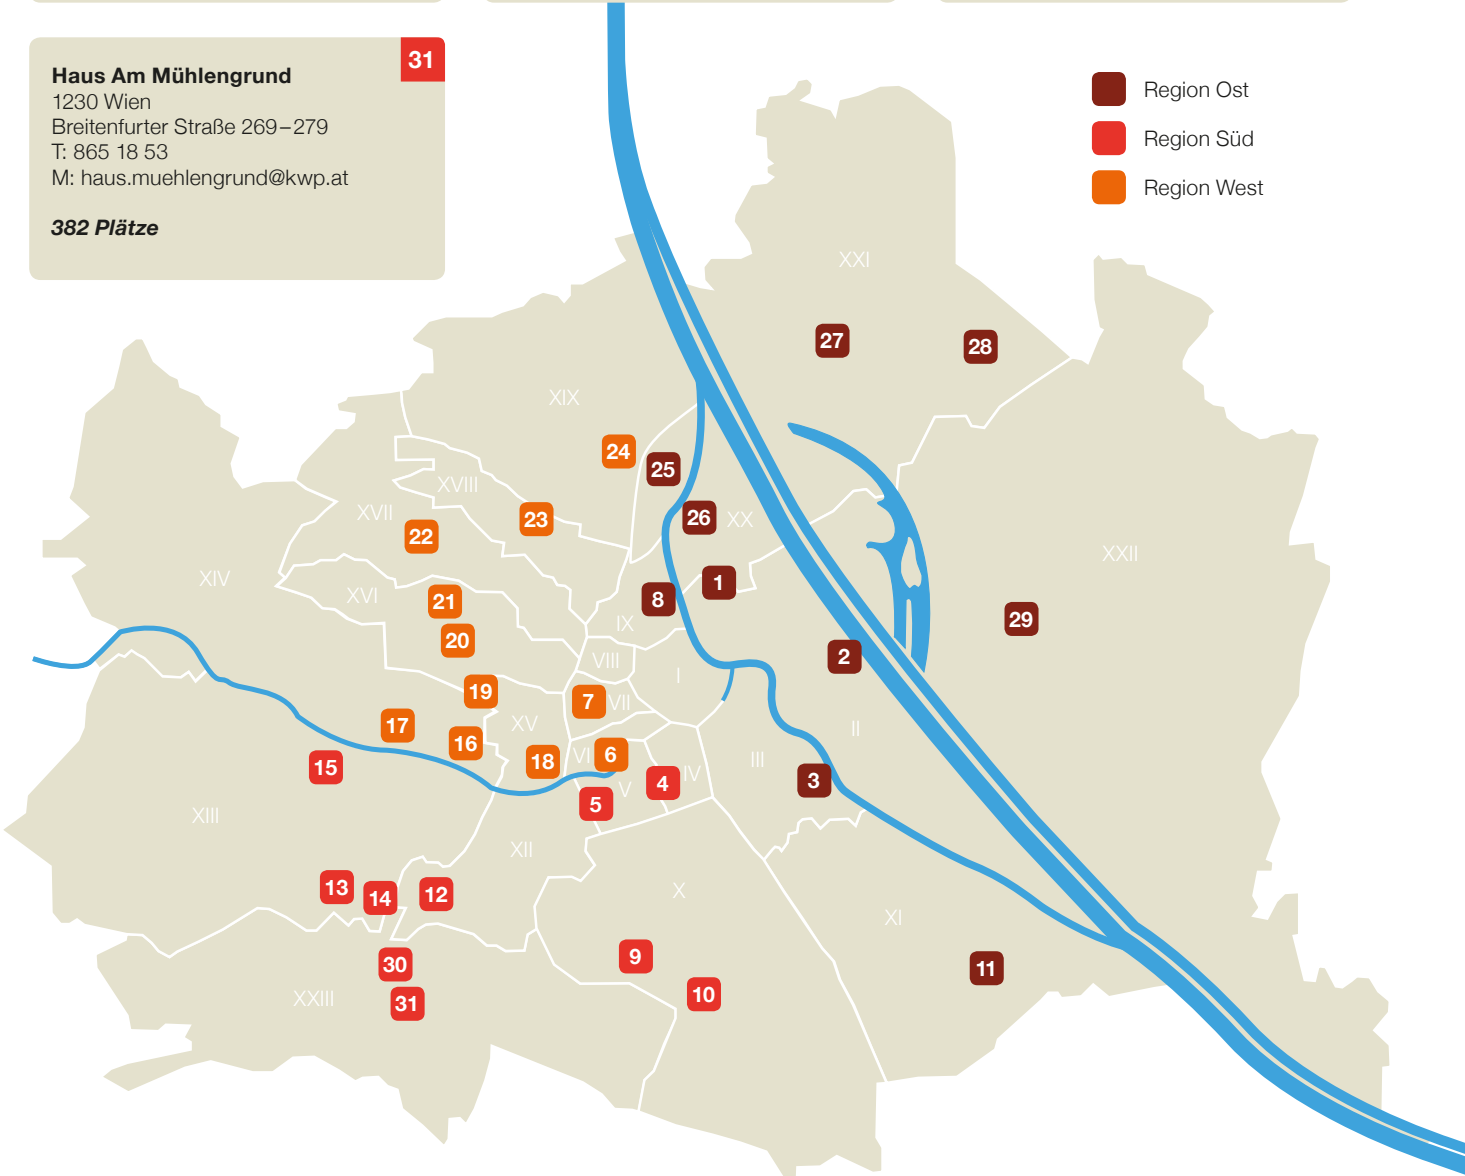 31
Haus Am Mühlengrund
1230 Wien
Breitenfurter Straße 269–279
T: 865 18 53
M: haus.muehlengrund@kwp.at
382 Plätze
Region Ost
Region Süd
Region West
XXI
27
28
XIX
24
25
XVIII
XVII
23
26
XX
22
XXII
XIV
XVI
21
8
1
IX
29
20
VIII
2
I
19
7
VII
17
XV
II
16
18
VI
6
III
15
IV
4
3
V
5
XIII
XII
13
14
12
X
XI
9
30
11
XXIII
31
10